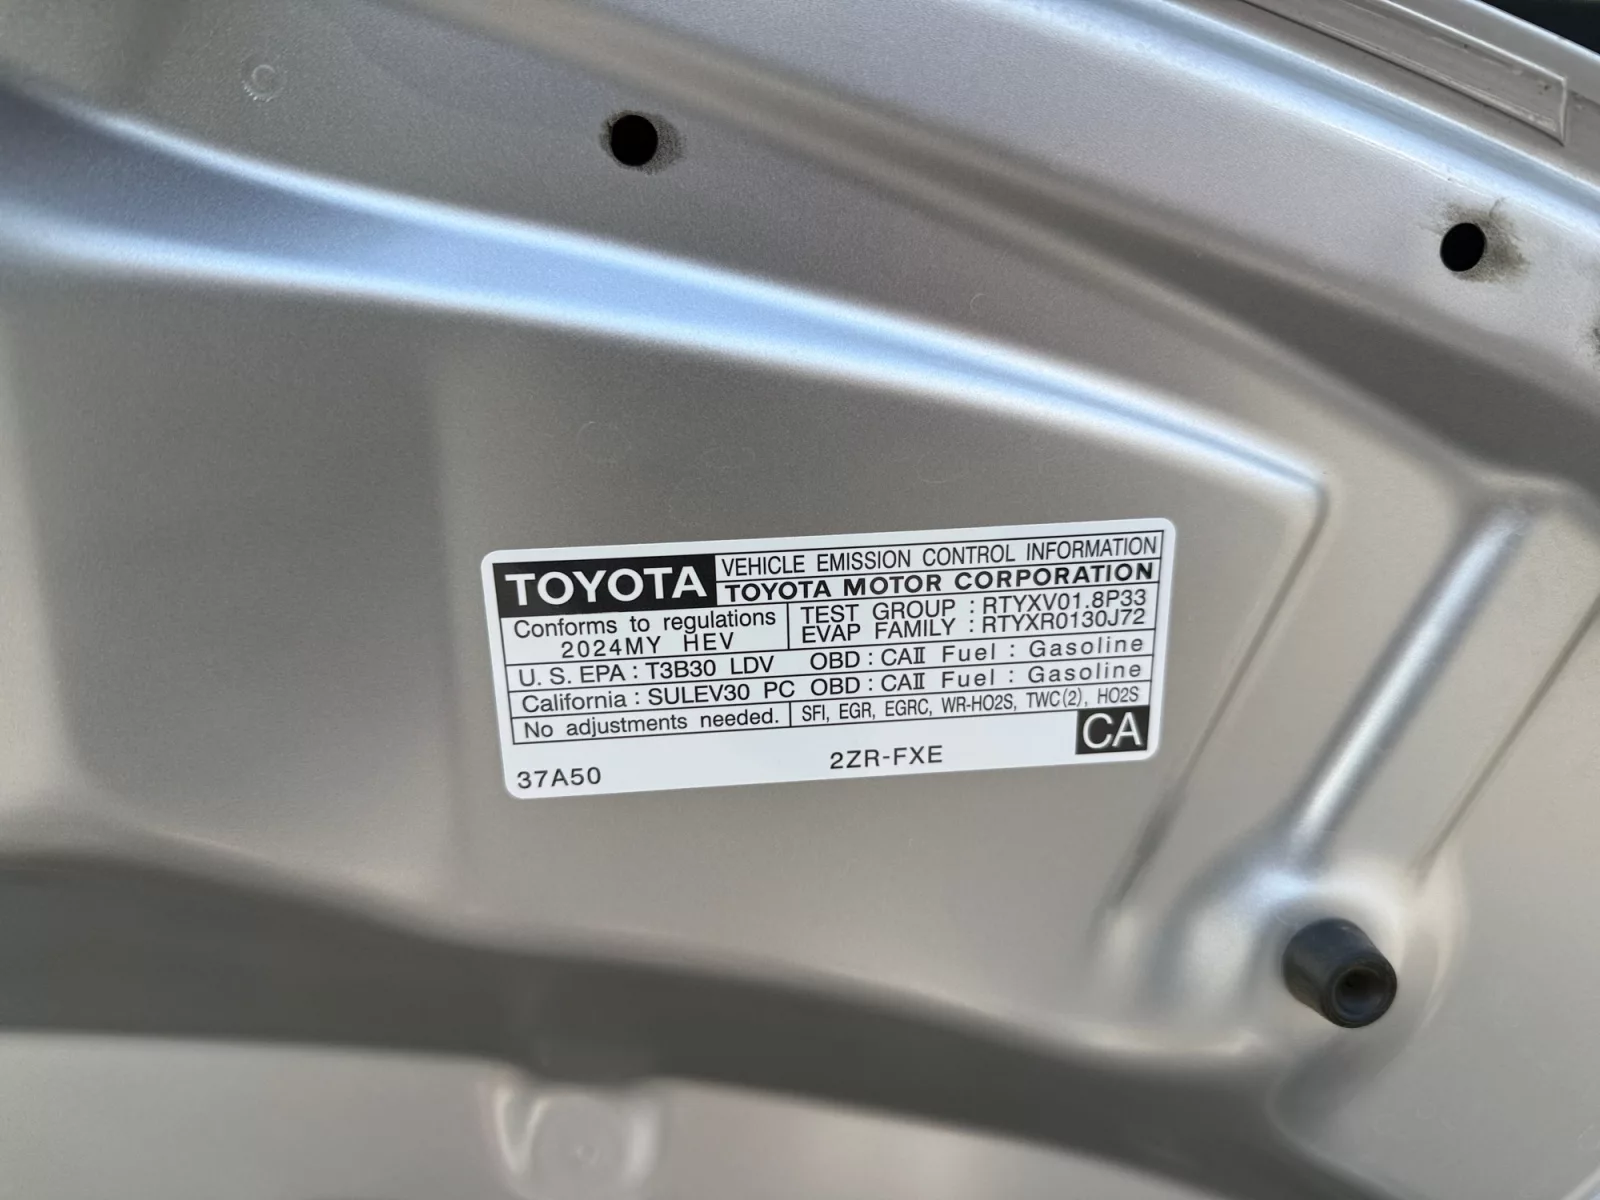 TOYOTA VEHICLE EMISSION CONTROL INFORMATION
TOYOTA MOTOR CORPORATION
Conforms to regulations
2024MY HEV
TEST GROUP : RTYXV01.8P33
EVAP FAMILY : RTYXR0130J72
U.S. EPA : T3B30 LDV OBD : CAII Fuel : Gasoline
California : SULEV30 PC OBD : CAII Fuel : Gasoline
No adjustments needed. SFI, EGR, EGRC, WR-HO2S, TWC(2), HO2S
CA
37A50 2ZR-FXE